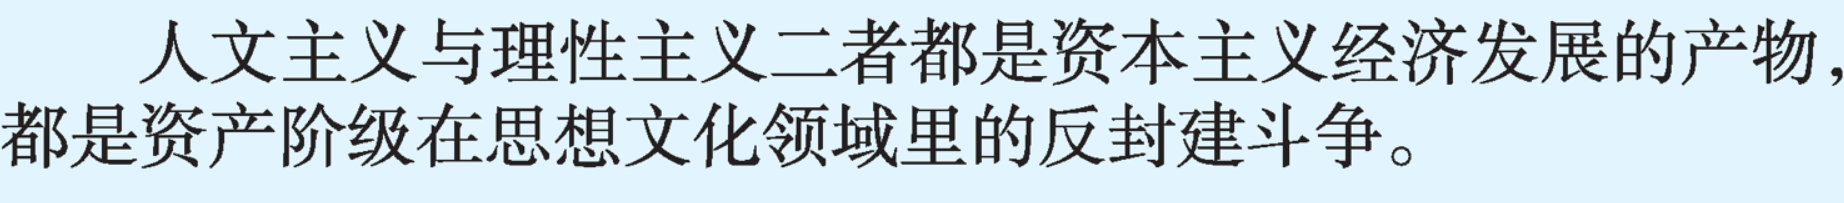 人文主义与理性主义二者都是资本主义经济发展的产物，
都是资产阶级在思想文化领域里的反封建斗争。